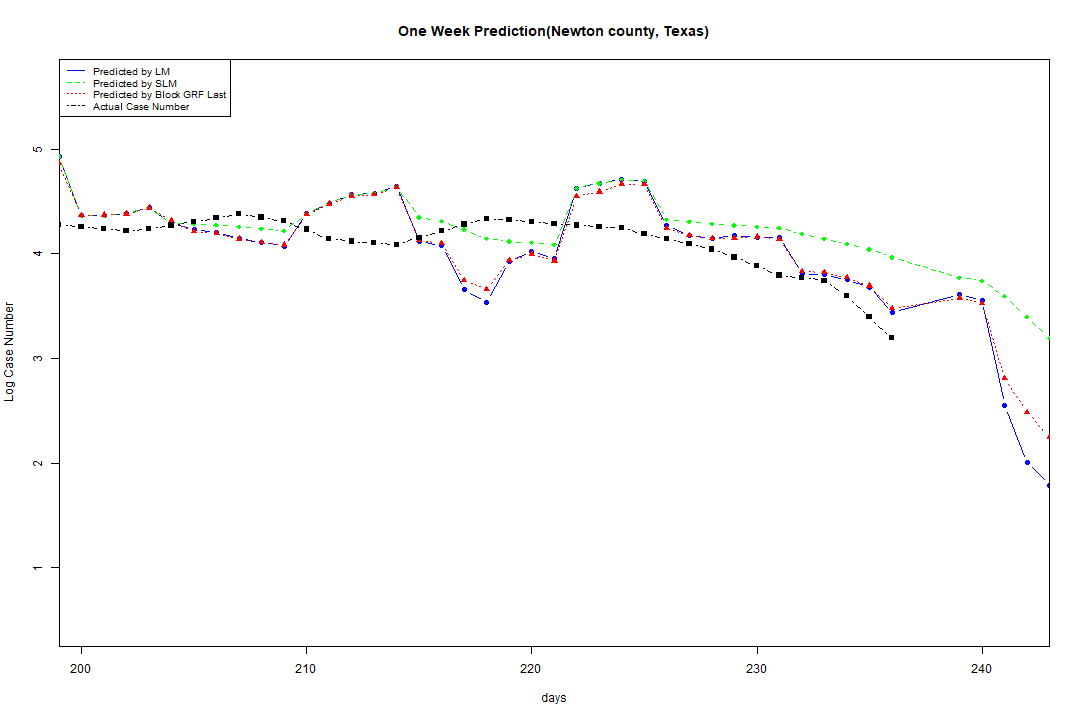 One Week Prediction(Newton county, Texas)
Predicted by LM
Predicted by SLM
Predicted by Block GRF Last
Actual Case Number
5
4
3
2
1
Log Case Number
200 210 220 230 240
days